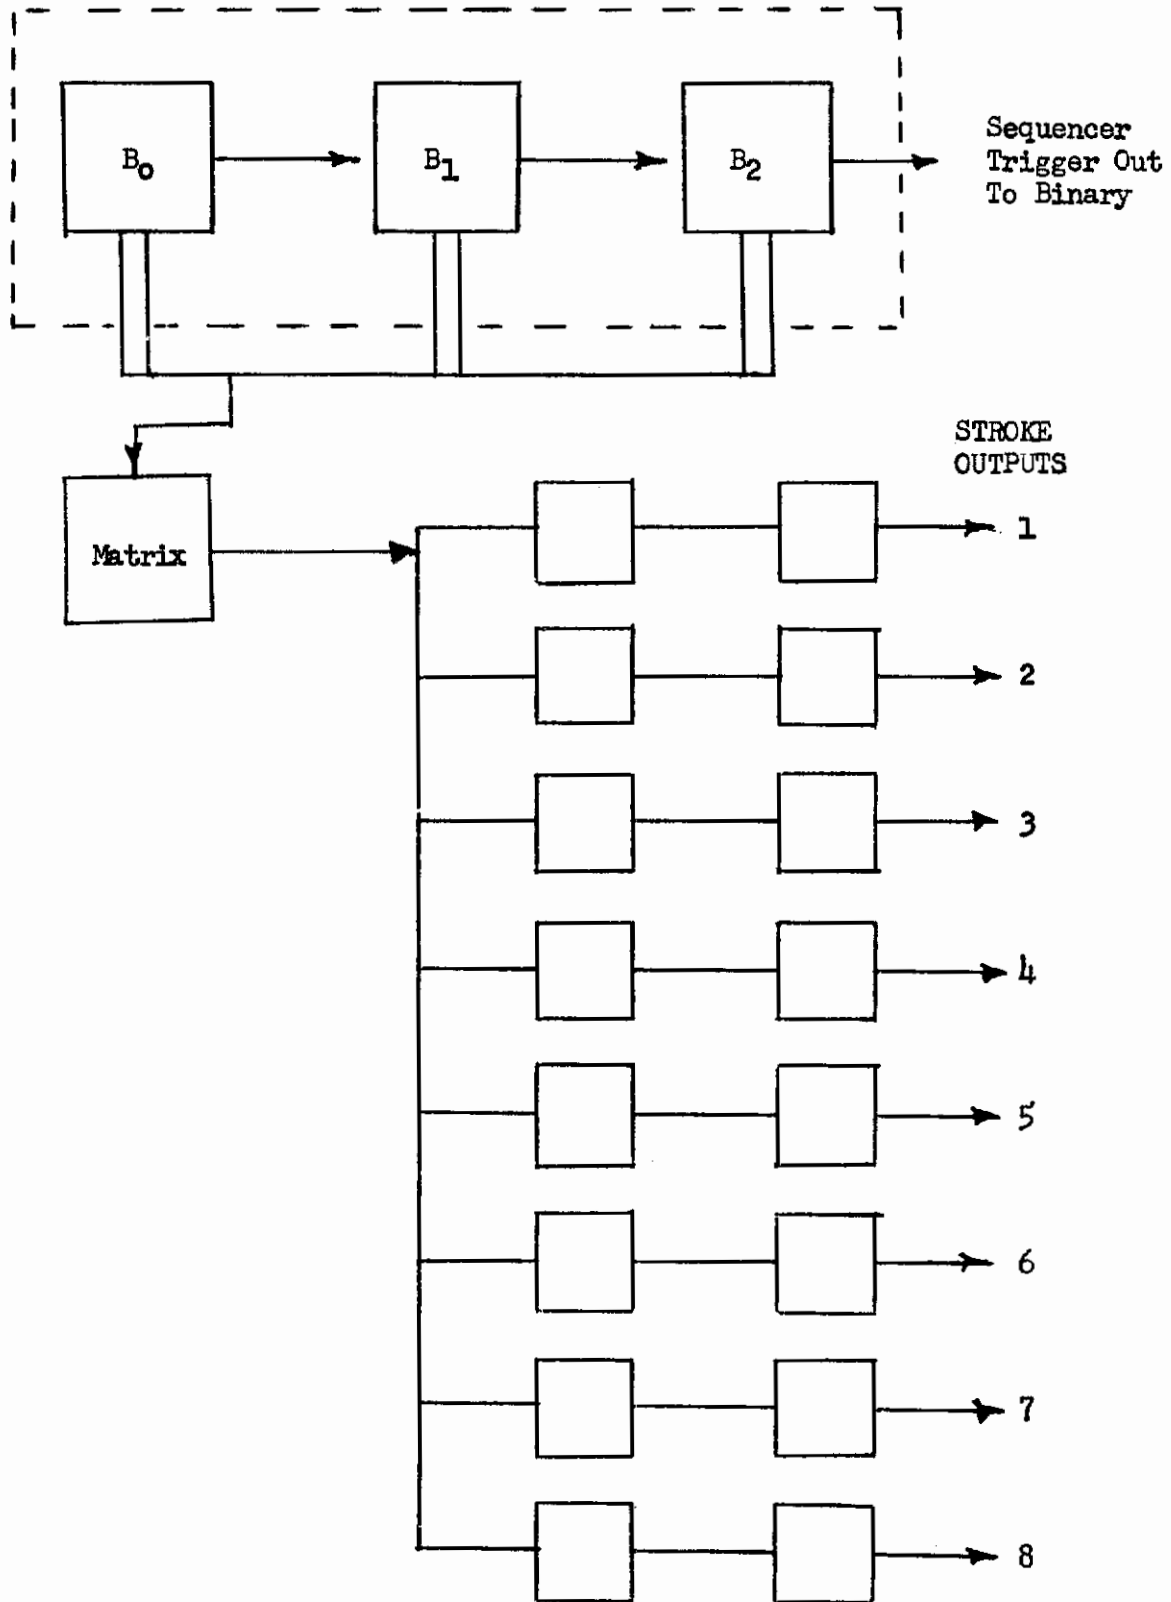 B0
B1
B2
Sequencer
Trigger Out
To Binary
STROKE
OUTPUTS
Matrix
1
2
3
4
5
6
7
8